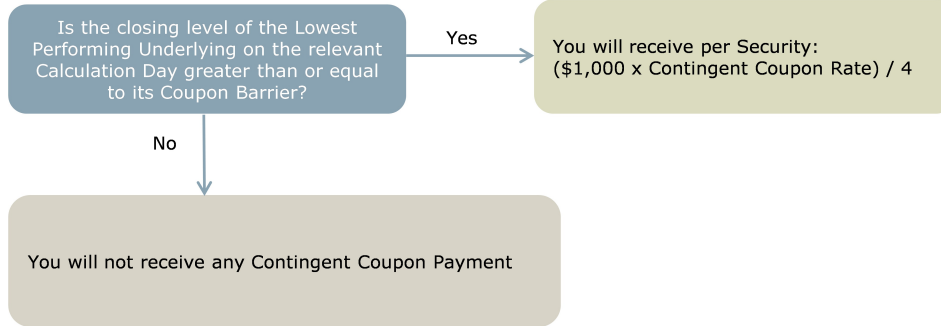 Is the closing level of the Lowest
Performing Underlying on the relevant
Calculation Day greater than or equal
to its Coupon Barrier?
Yes
You will receive per Security:
($1,000 x Contingent Coupon Rate) / 4
No
You will not receive any Contingent Coupon Payment